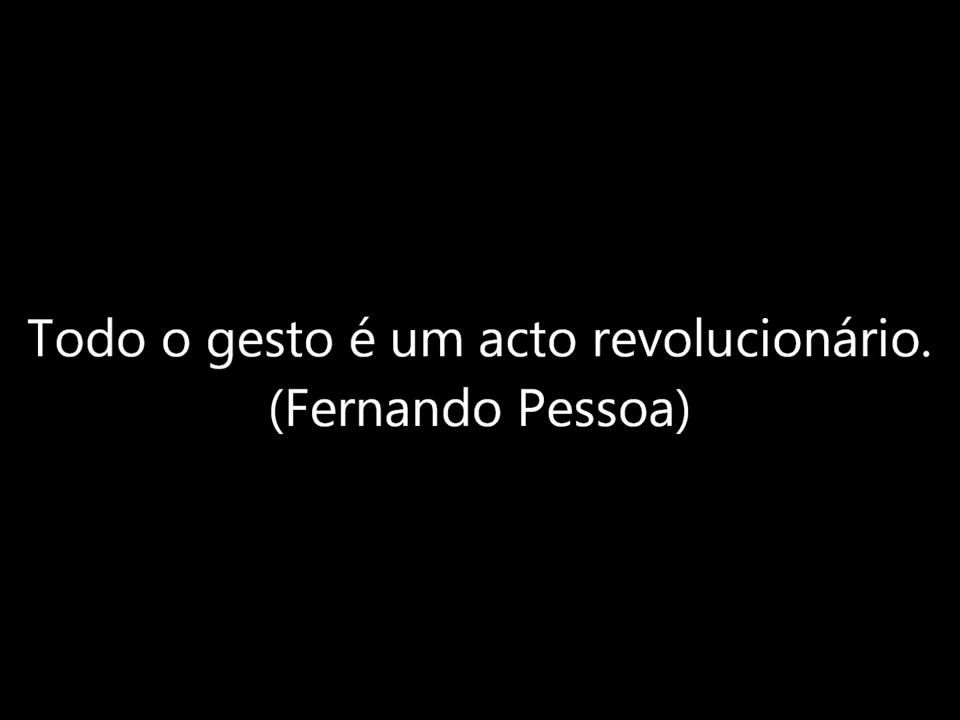 Todo o gesto é um acto revolucionário.
(Fernando Pessoa)